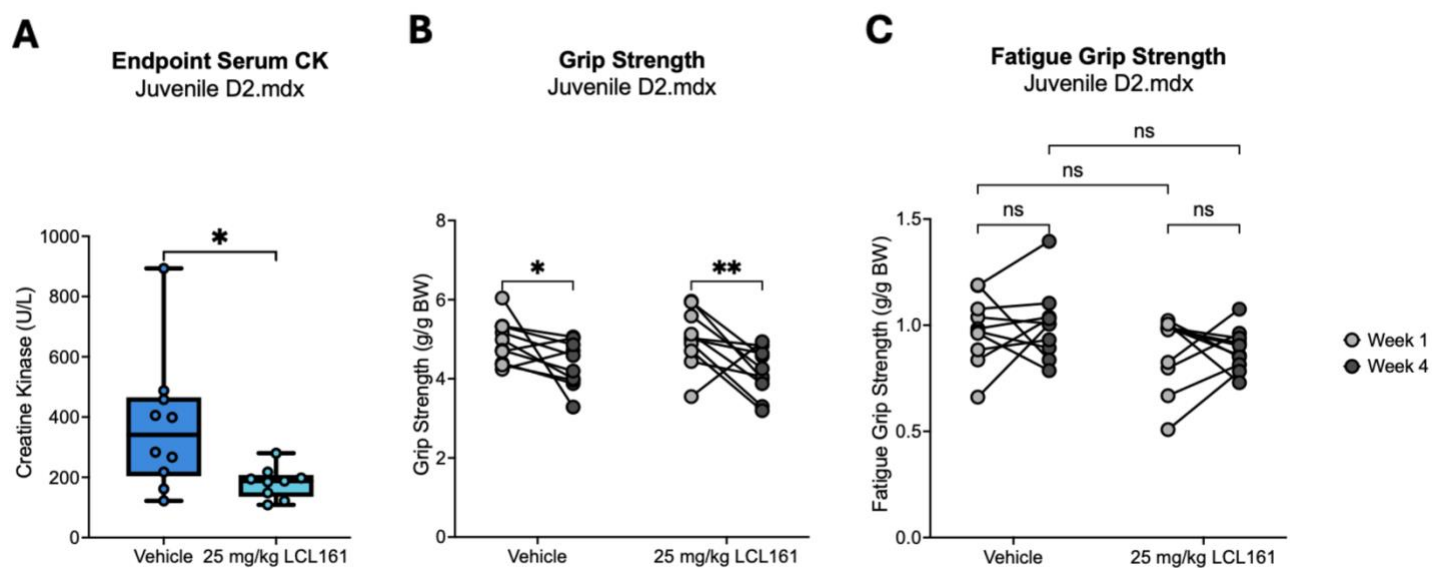 A
Endpoint Serum CK
Juvenile D2.mdx
Creatine Kinase (U/L)
1000
800
600
400
200
0
*
Vehicle
25 mg/kg LCL161
B
Grip Strength
Juvenile D2.mdx
Grip Strength (g/g BW)
8
6
4
2
0
*
**
Vehicle
25 mg/kg LCL161
C
Fatigue Grip Strength
Juvenile D2.mdx
Fatigue Grip Strength (g/g BW)
1.5
1.0
0.5
0.0
ns
ns
ns
ns
Vehicle
25 mg/kg LCL161
Week 1
Week 4